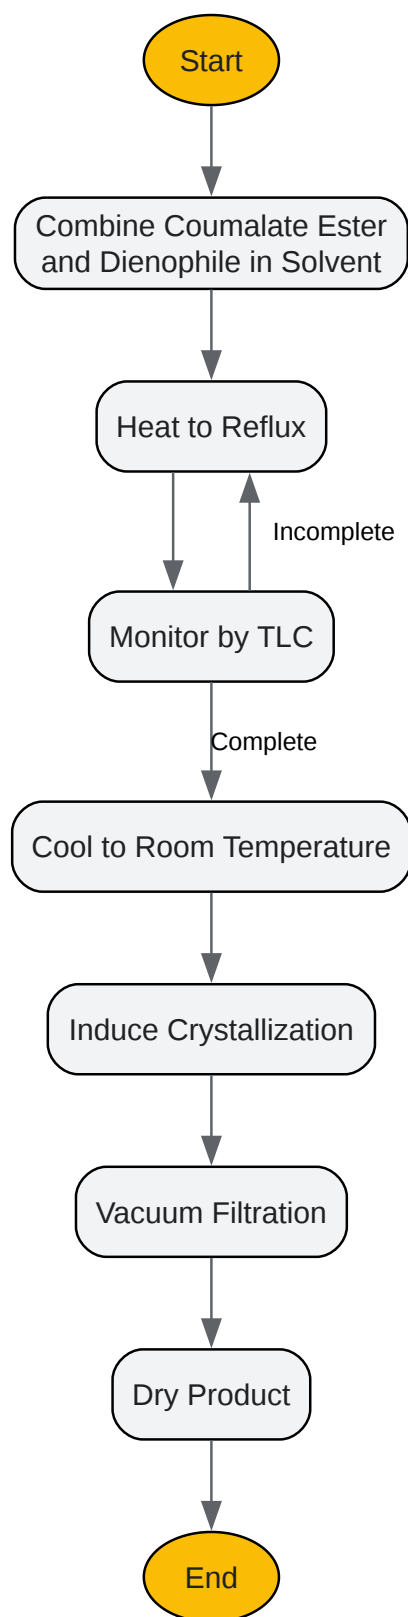 Start
Combine Coumalate Ester
and Dienophile in Solvent
Heat to Reflux
Incomplete
Monitor by TLC
Complete
Cool to Room Temperature
Induce Crystallization
Vacuum Filtration
Dry Product
End